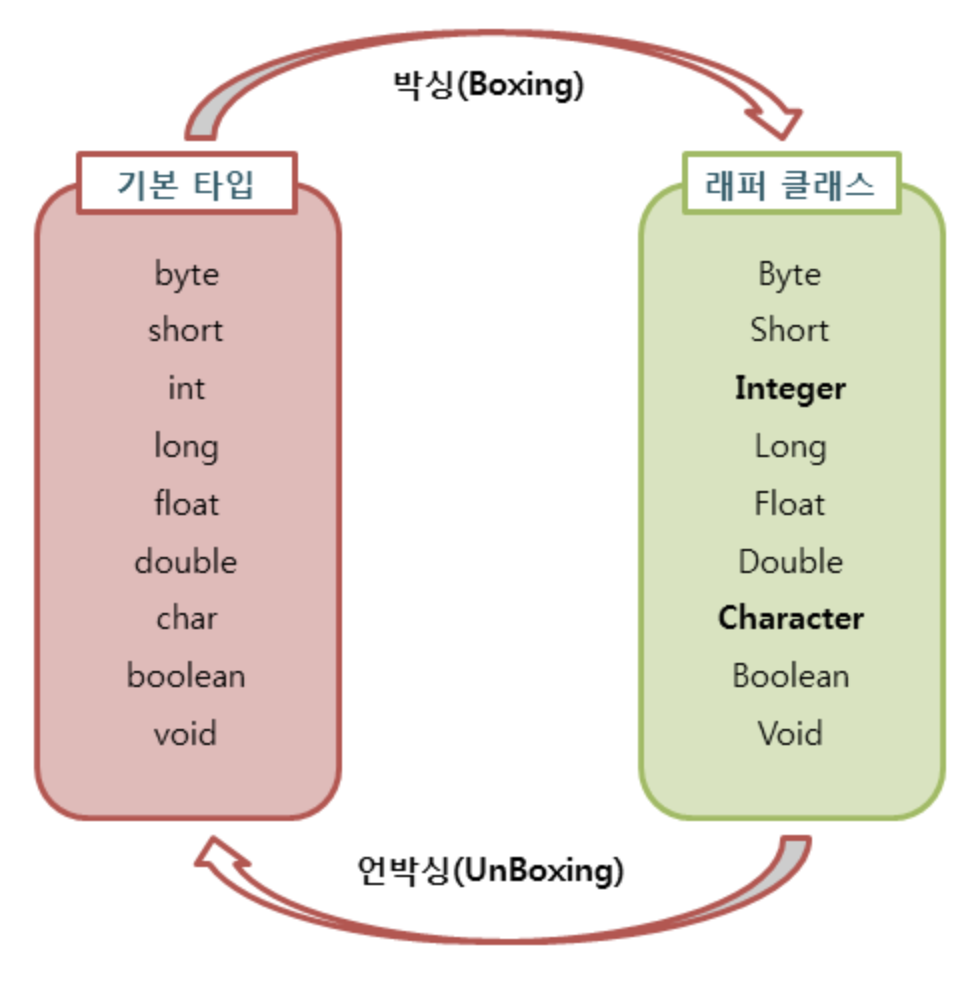 박싱(Boxing)
기본 타입
byte
short
int
long
float
double
char
boolean
void
래퍼 클래스
Byte
Short
Integer
Long
Float
Double
Character
Boolean
Void
언박싱(UnBoxing)